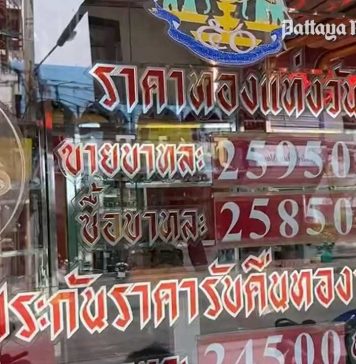 ๕๐
Pattaya
ราคาทองแท่งวัน
ขายบาทละ 25950
ซื้อบาทละ 25850
ประกันราคารับคืนทอง
24500